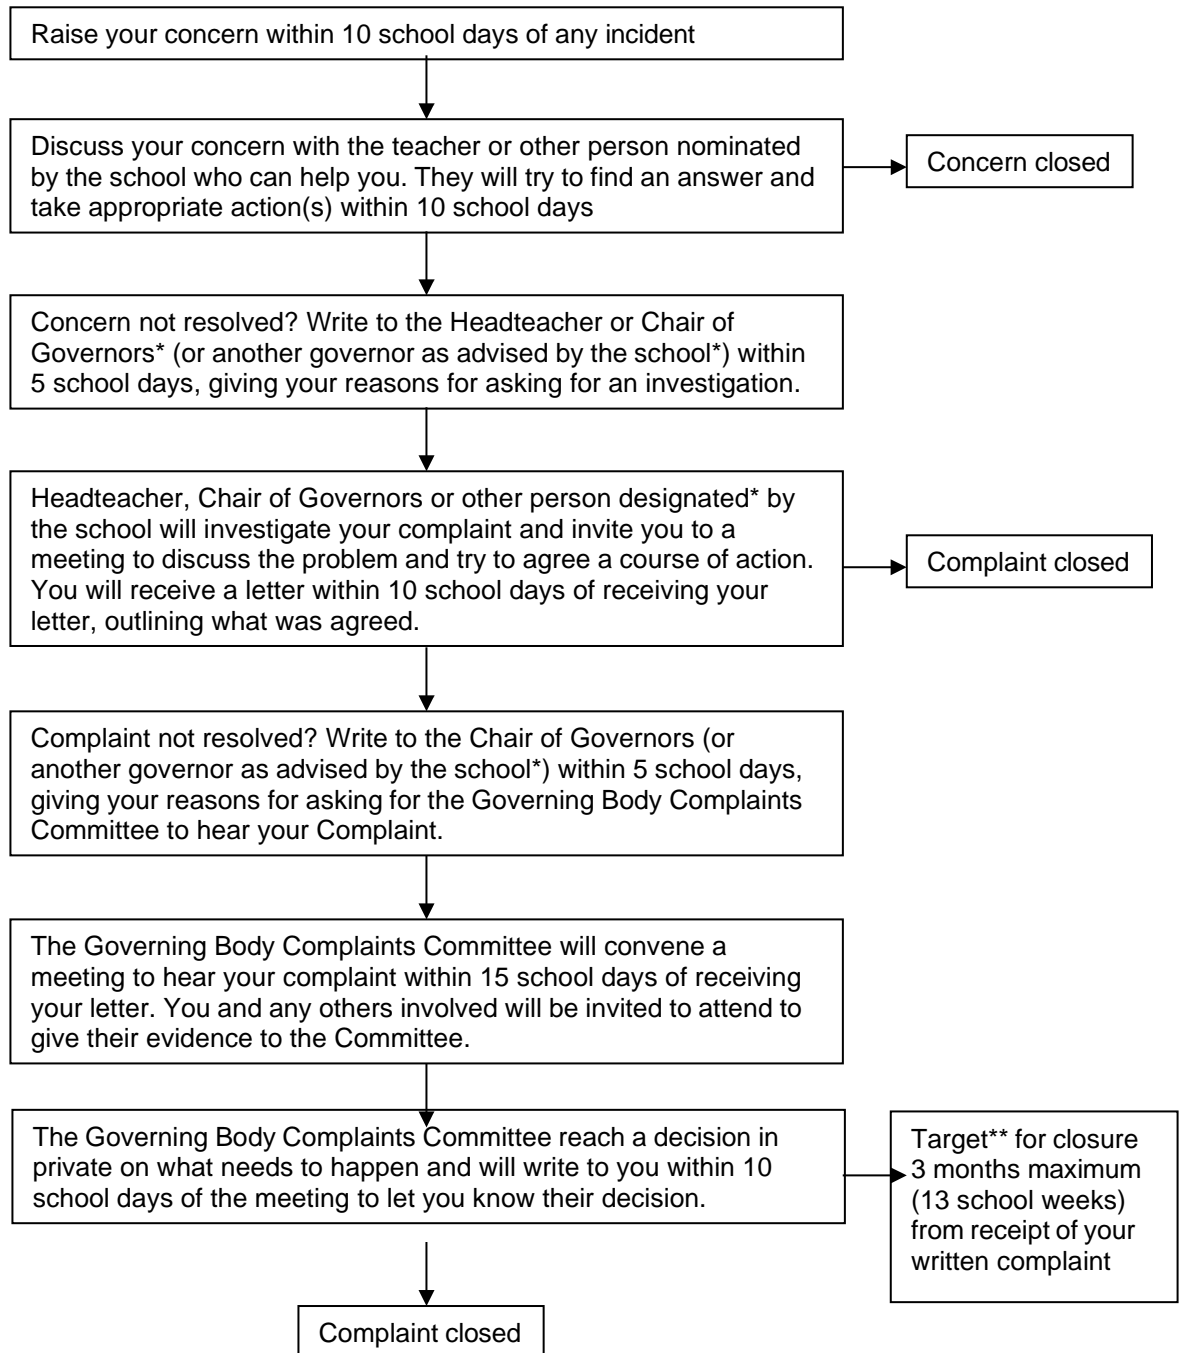 Raise your concern within 10 school days of any incident
Discuss your concern with the teacher or other person nominated
by the school who can help you. They will try to find an answer and
take appropriate action(s) within 10 school days
Concern closed
Concern not resolved? Write to the Headteacher or Chair of
Governors* (or another governor as advised by the school*) within
5 school days, giving your reasons for asking for an investigation.
Headteacher, Chair of Governors or other person designated* by
the school will investigate your complaint and invite you to a
meeting to discuss the problem and try to agree a course of action.
You will receive a letter within 10 school days of receiving your
letter, outlining what was agreed.
Complaint closed
Complaint not resolved? Write to the Chair of Governors (or
another governor as advised by the school*) within 5 school days,
giving your reasons for asking for the Governing Body Complaints
Committee to hear your Complaint.
The Governing Body Complaints Committee will convene a
meeting to hear your complaint within 15 school days of receiving
your letter. You and any others involved will be invited to attend to
give their evidence to the Committee.
The Governing Body Complaints Committee reach a decision in
private on what needs to happen and will write to you within 10
school days of the meeting to let you know their decision.
Target** for closure
3 months maximum
(13 school weeks)
from receipt of your
written complaint
Complaint closed